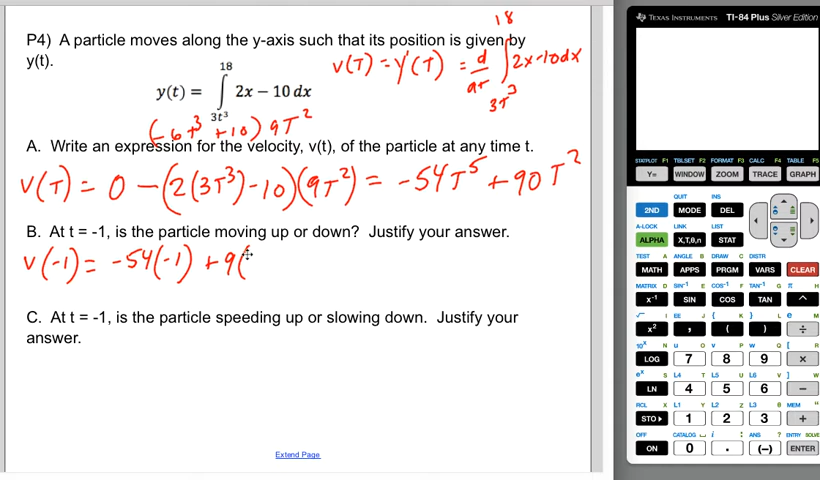 P4) A particle moves along the y-axis such that its position is given by
y(t).
y(t) = ∫ 18 3t³ 2x − 10 dx
v(T) = y'(T) = d/dT ∫ 18 3T³ 2x-10dx
(-6T³ +10) 9T²
A. Write an expression for the velocity, v(t), of the particle at any time t.
v(T) = 0 - (2(3T³)-10)(9T²) = -54T⁵ + 90T²
B. At t = -1, is the particle moving up or down? Justify your answer.
v(-1) = -54(-1) + 9(
C. At t = -1, is the particle speeding up or slowing down. Justify your
answer.
Extend Page
TEXAS INSTRUMENTS TI-84 Plus Silver Edition
STATPLOT F1 TBLSET F2 FORMAT F3 CALC F4 TABLE F5
Y= WINDOW ZOOM TRACE GRAPH
QUIT INS
2ND MODE DEL
A-LOCK LINK LIST
ALPHA X,T,θ,n STAT
TEST A ANGLE B DRAW C DISTR
MATH APPS PRGM VARS CLEAR
MATRIX D SIN⁻¹ E COS⁻¹ F TAN⁻¹ G π H
x⁻¹ SIN COS TAN ^
√ I EE J { K } L e M
x² , ( ) ÷
10ˣ N u O v P w Q [ R
LOG 7 8 9 ×
eˣ S L4 T L5 U L6 V ] W
LN 4 5 6 −
RCL X L1 Y L2 Z L3 θ MEM "
STO▸ 1 2 3 +
OFF CATALOG ⎵ i : ANS ? ENTRY SOLVE
ON 0 . (−) ENTER